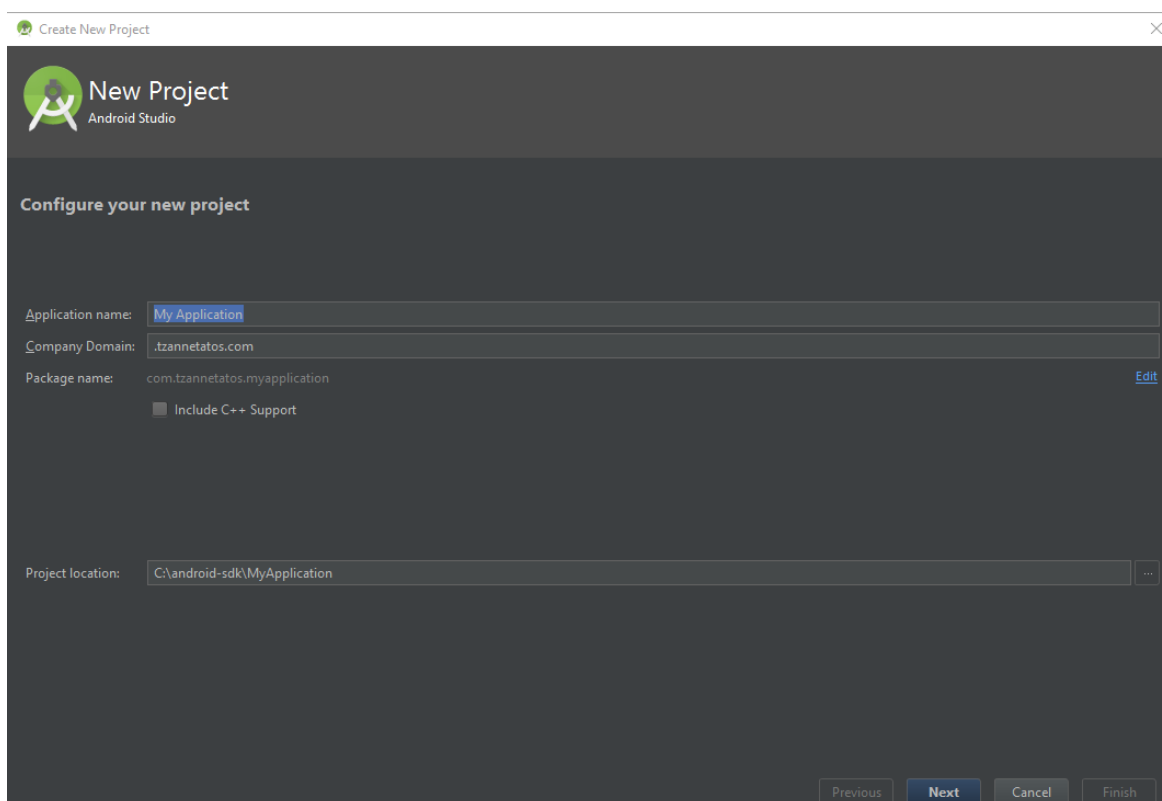 Create New Project
New Project
Android Studio
Configure your new project
Application name: My Application
Company Domain: .tzannetatos.com
Package name: com.tzannetatos.myapplication Edit
Include C++ Support
Project location: C:\android-sdk\MyApplication ...
Previous Next Cancel Finish